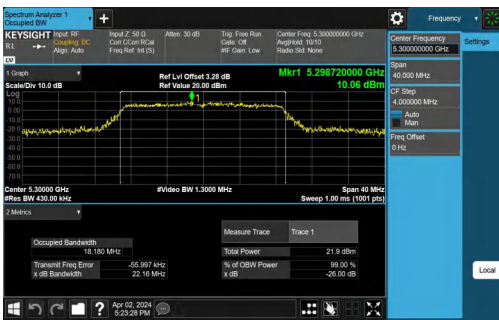 Spectrum Analyzer 1
Occupied BW
Frequency
KEYSIGHT
RL
Input: RF
Coupling: DC
Align: Auto
Input Z: 50 Ω
Corr CCorr RCal
Freq Ref: Int (S)
Atten: 30 dB
Trig: Free Run
Gate: Off
#IF Gain: Low
Center Freq: 5.300000000 GHz
Avg|Hold: 10/10
Radio Std: None
LV
Center Frequency
5.300000000 GHz
Settings
Span
40.000 MHz
CF Step
4.000000 MHz
Auto
Man
Freq Offset
0 Hz
Local
1 Graph
Scale/Div 10.0 dB
Ref Lvl Offset 3.28 dB
Ref Value 20.00 dBm
Mkr1 5.298720000 GHz
10.06 dBm
Log
10.0
0.00
-10.0
-20.0
-30.0
-40.0
-50.0
-60.0
-70.0
1
Center 5.30000 GHz
#Res BW 430.00 kHz
#Video BW 1.3000 MHz
Span 40 MHz
Sweep 1.00 ms (1001 pts)
2 Metrics
Measure Trace
Trace 1
Occupied Bandwidth
18.180 MHz
Total Power
21.9 dBm
Transmit Freq Error
-55.997 kHz
% of OBW Power
99.00 %
x dB Bandwidth
22.16 MHz
x dB
-26.00 dB
?
Apr 02, 2024
5:23:28 PM